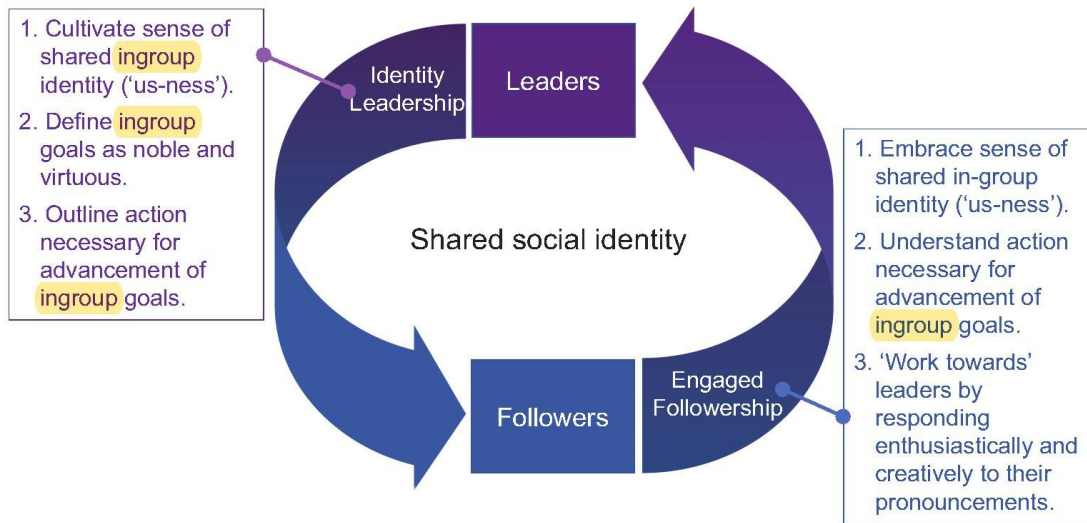 1. Cultivate sense of
shared ingroup
identity (‘us-ness’).
2. Define ingroup
goals as noble and
virtuous.
3. Outline action
necessary for
advancement of
ingroup goals.
Identity
Leadership
Leaders
Shared social identity
Followers
Engaged
Followership
1. Embrace sense of
shared in-group
identity (‘us-ness’).
2. Understand action
necessary for
advancement of
ingroup goals.
3. ‘Work towards’
leaders by
responding
enthusiastically and
creatively to their
pronouncements.